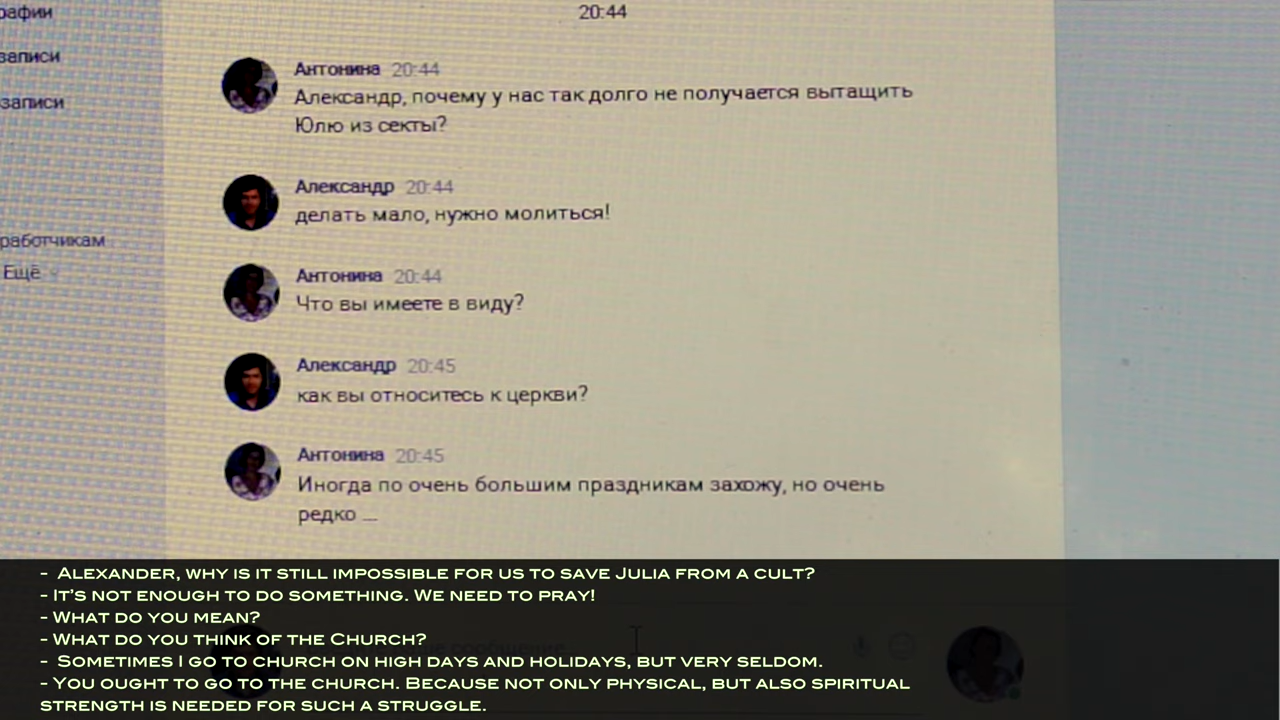 рафии
20:44
записи
записи
Антонина 20:44
Александр, почему у нас так долго не получается вытащить
Юлю из секты?
Александр 20:44
делать мало, нужно молиться!
работчикам
Ещё
Антонина 20:44
Что вы имеете в виду?
Александр 20:45
как вы относитесь к церкви?
Антонина 20:45
Иногда по очень большим праздникам захожу, но очень
редко ...
- Alexander, why is it still impossible for us to save Julia from a cult?
- It's not enough to do something. We need to pray!
- What do you mean?
- What do you think of the Church?
- Sometimes I go to church on high days and holidays, but very seldom.
- You ought to go to the church. Because not only physical, but also spiritual
strength is needed for such a struggle.